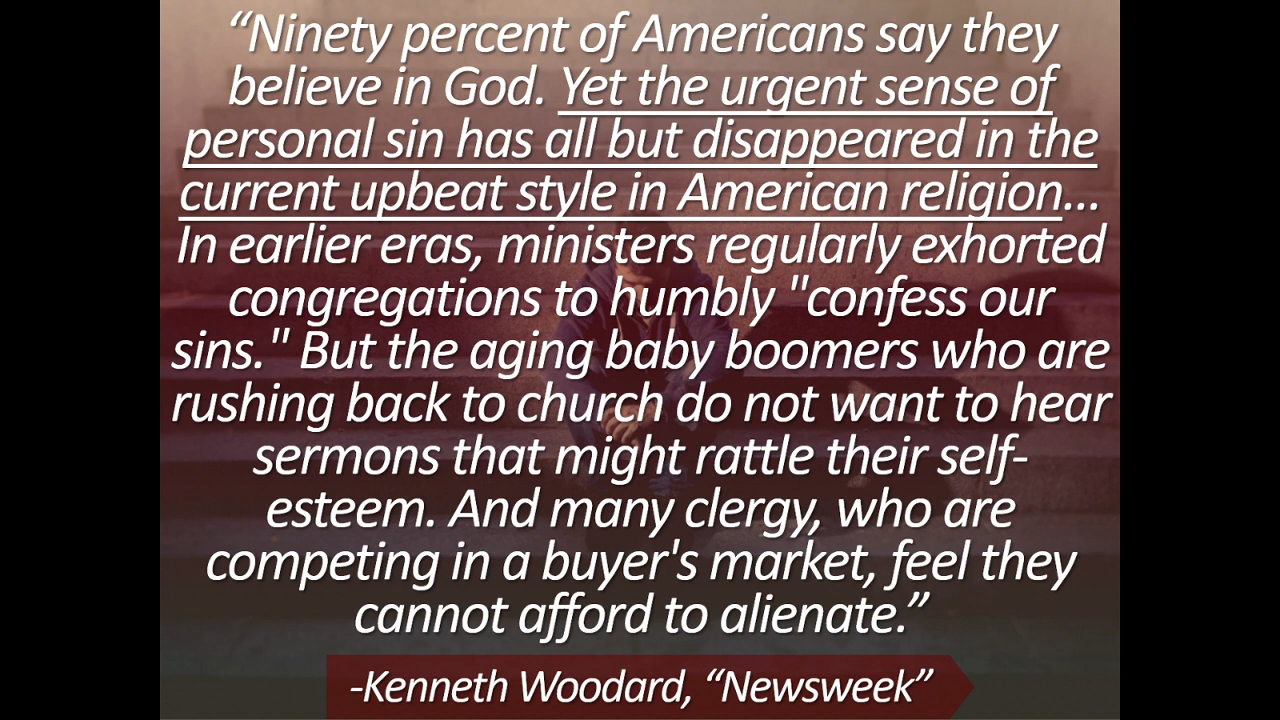 “Ninety percent of Americans say they
believe in God. Yet the urgent sense of
personal sin has all but disappeared in the
current upbeat style in American religion...
In earlier eras, ministers regularly exhorted
congregations to humbly "confess our
sins." But the aging baby boomers who are
rushing back to church do not want to hear
sermons that might rattle their self-
esteem. And many clergy, who are
competing in a buyer's market, feel they
cannot afford to alienate.”
-Kenneth Woodard, “Newsweek”